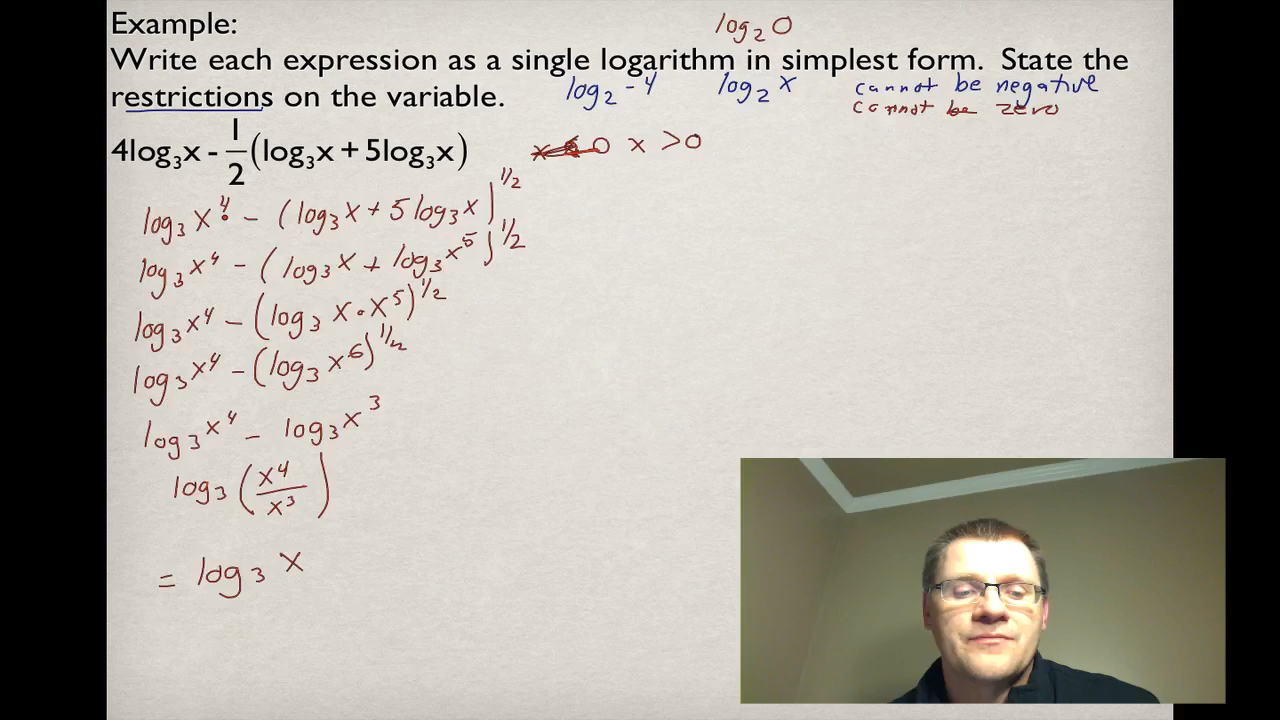 Example:
log₂ 0
Write each expression as a single logarithm in simplest form. State the
restrictions on the variable.
log₂ -4 log₂ x cannot be negative
cannot be zero
4log₃x - 1/2 (log₃x + 5log₃x)
x > 0
log₃ x⁴ - (log₃ x + 5 log₃ x)^1/2
log₃ x⁴ - (log₃ x + log₃ x⁵)^1/2
log₃ x⁴ - (log₃ x · x⁵)^1/2
log₃ x⁴ - (log₃ x⁶)^1/2
log₃ x⁴ - log₃ x³
log₃ (x⁴/x³)
= log₃ x